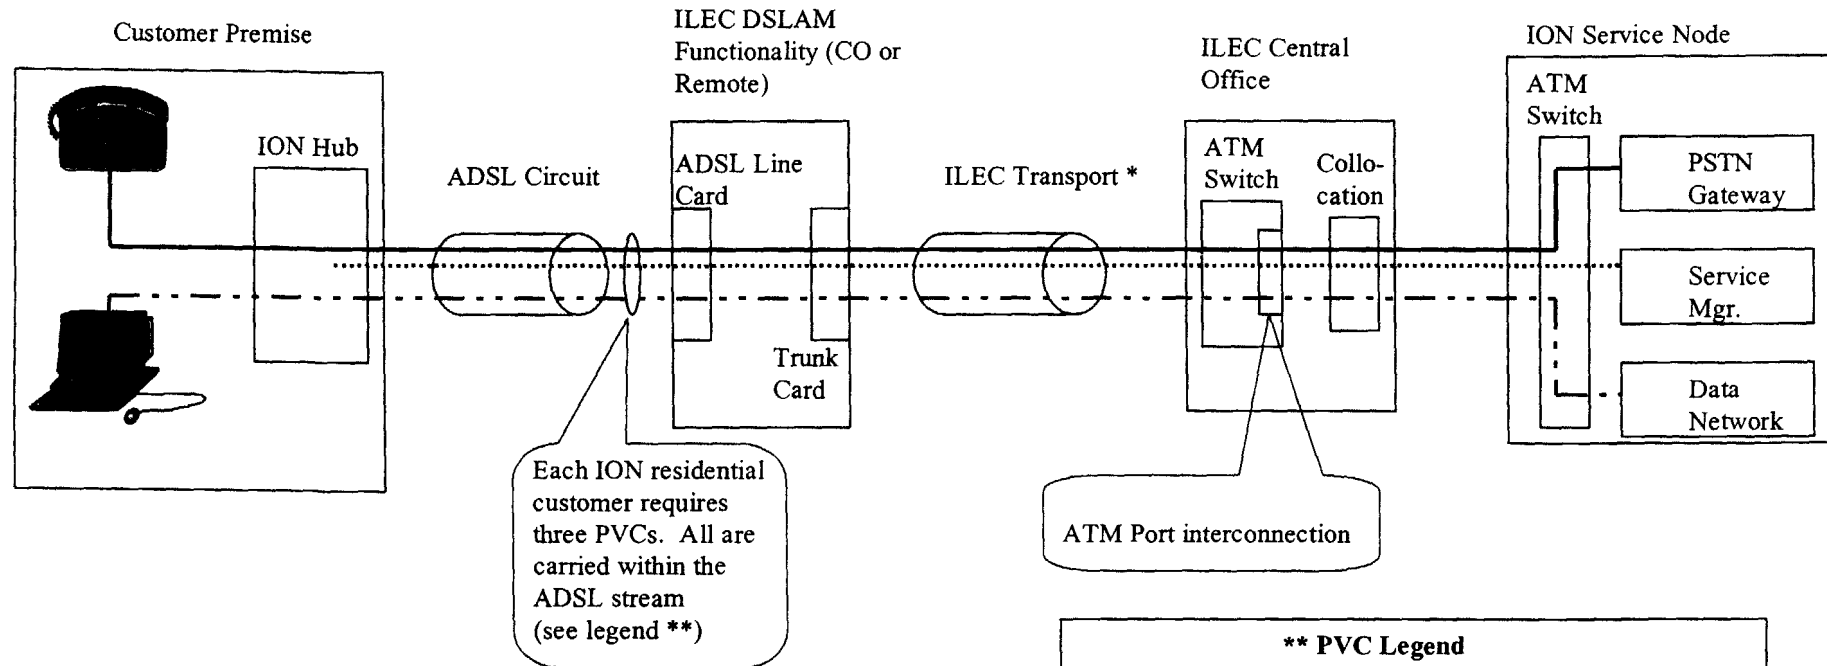 Customer Premise
ION Hub
ADSL Circuit
ILEC DSLAM
Functionality (CO or
Remote)
ADSL Line
Card
Trunk
Card
ILEC Transport *
ILEC Central
Office
ATM
Switch
Collo-
cation
ION Service Node
ATM
Switch
PSTN
Gateway
Service
Mgr.
Data
Network
Each ION residential
customer requires
three PVCs. All are
carried within the
ADSL stream
(see legend **)
ATM Port interconnection
** PVC Legend